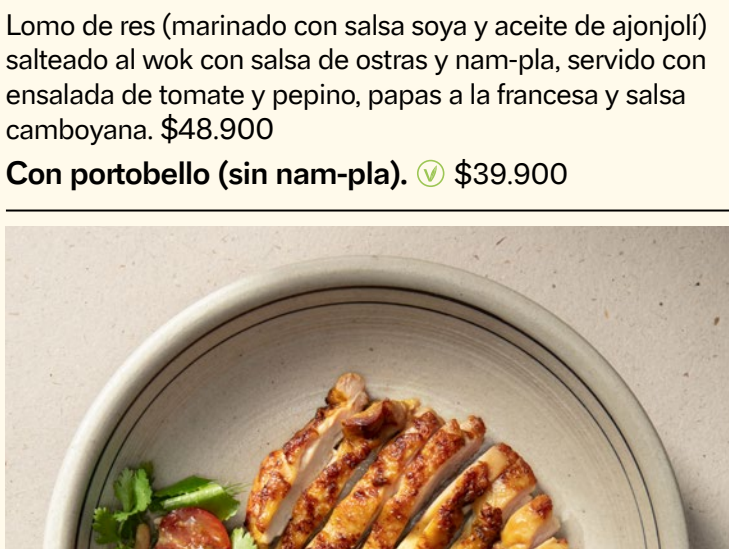 Lomo de res (marinado con salsa soya y aceite de ajonjolí)
salteado al wok con salsa de ostras y nam-pla, servido con
ensalada de tomate y pepino, papas a la francesa y salsa
camboyana. $48.900
Con portobello (sin nam-pla). V $39.900